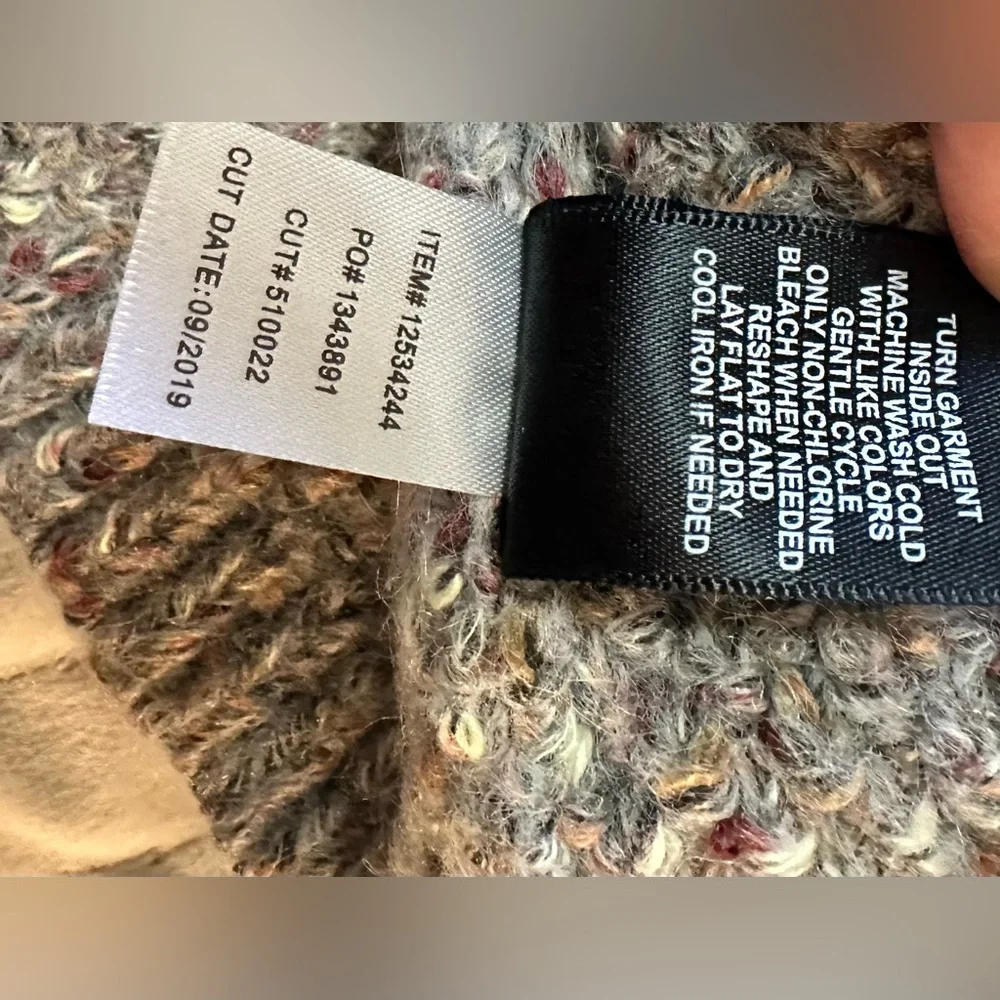 ITEM# 12534244
PO# 1343891
CUT# 510022
CUT DATE: 09/2019
TURN GARMENT
INSIDE OUT
MACHINE WASH COLD
WITH LIKE COLORS
GENTLE CYCLE
ONLY NON-CHLORINE
BLEACH WHEN NEEDED
RESHAPE AND
LAY FLAT TO DRY
COOL IRON IF NEEDED